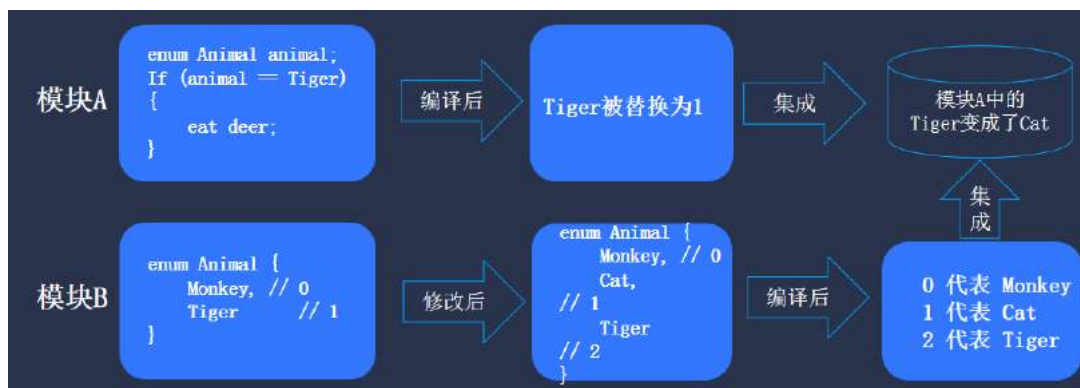 模块A
enum Animal animal;
If (animal == Tiger)
{
eat deer;
}
编译后
Tiger被替换为1
集成
模块A中的
Tiger变成了Cat
模块B
enum Animal {
Monkey, // 0
Tiger // 1
}
修改后
enum Animal {
Monkey, // 0
Cat,
// 1
Tiger
// 2
}
编译后
0 代表 Monkey
1 代表 Cat
2 代表 Tiger
集
成